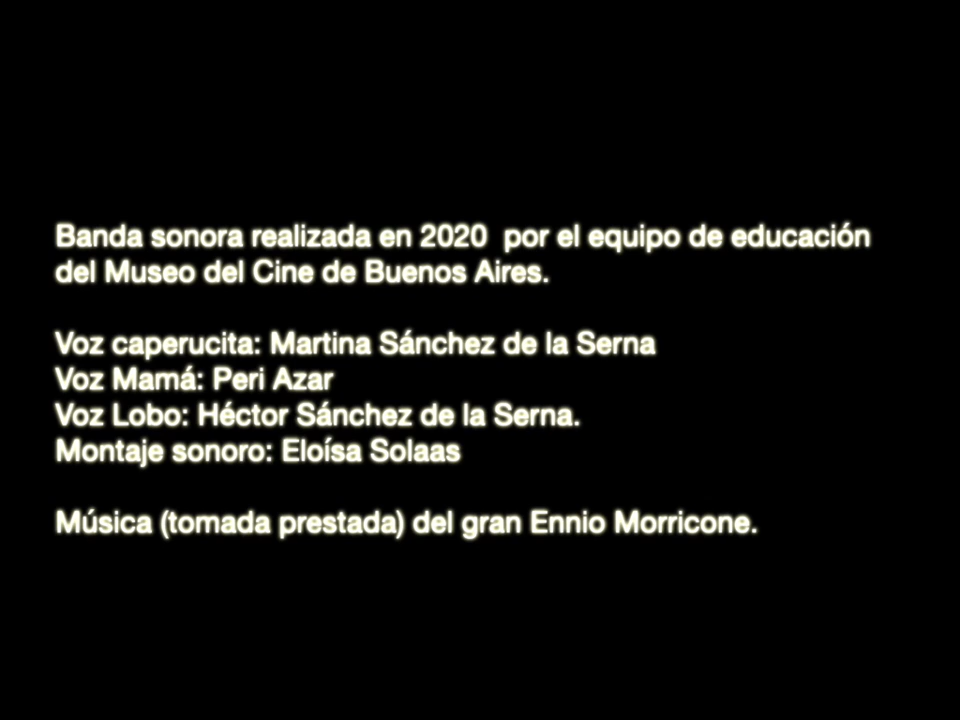 Banda sonora realizada en 2020 por el equipo de educación
del Museo del Cine de Buenos Aires.
Voz caperucita: Martina Sánchez de la Serna
Voz Mamá: Peri Azar
Voz Lobo: Héctor Sánchez de la Serna.
Montaje sonoro: Eloísa Solaas
Música (tomada prestada) del gran Ennio Morricone.